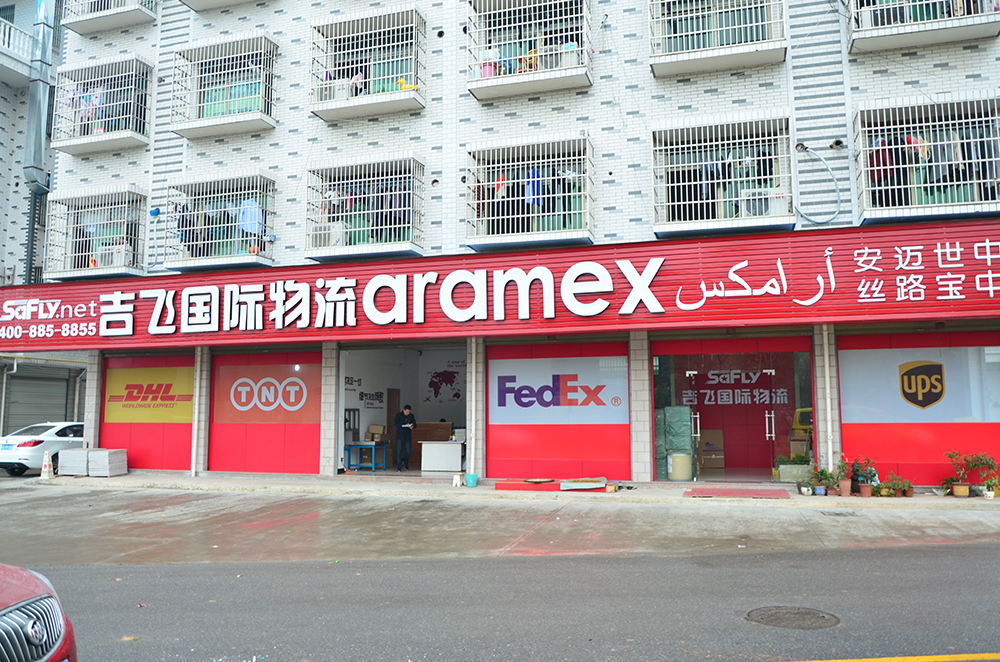 SaFLY.net
400-885-8855
吉飞国际物流
aramex
أرامكس
安迈世中
丝路宝中
DHL
WORLDWIDE EXPRESS
TNT
FedEx®
SaFLY
吉飞国际物流
ups